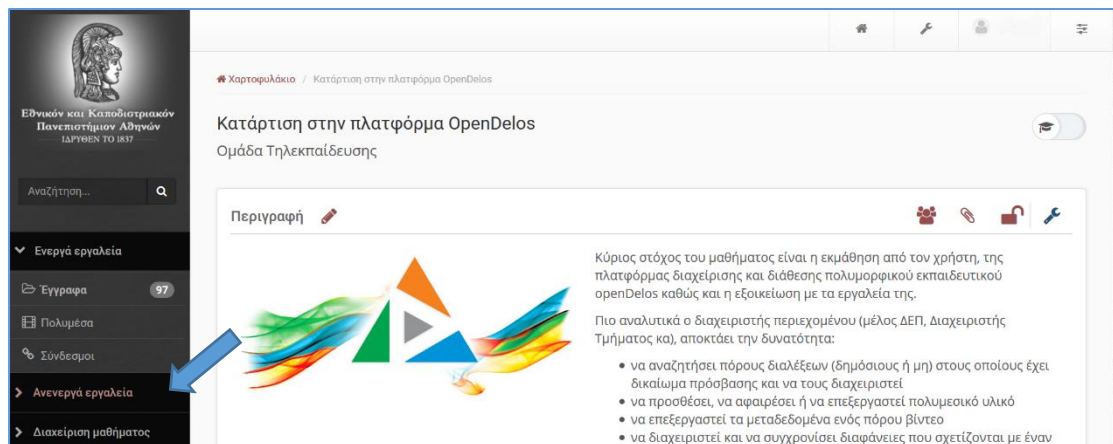 Εθνικόν και Καποδιστριακόν
Πανεπιστήμιον Αθηνών
ΙΔΡΥΘΕΝ ΤΟ 1837
Αναζήτηση...
Ενεργά εργαλεία
Έγγραφα 97
Πολυμέσα
Σύνδεσμοι
Ανενεργά εργαλεία
Διαχείριση μαθήματος
Χαρτοφυλάκιο / Κατάρτιση στην πλατφόρμα OpenDelos
Κατάρτιση στην πλατφόρμα OpenDelos
Ομάδα Τηλεκπαίδευσης
Περιγραφή
Κύριος στόχος του μαθήματος είναι η εκμάθηση από τον χρήστη, της
πλατφόρμας διαχείρισης και διάθεσης πολυμορφικού εκπαιδευτικού
openDelos καθώς και η εξοικείωση με τα εργαλεία της.
Πιο αναλυτικά ο διαχειριστής περιεχομένου (μέλος ΔΕΠ, Διαχειριστής
Τμήματος κα), αποκτάει την δυνατότητα:
• να αναζητήσει πόρους διαλέξεων (δημόσιους ή μη) στους οποίους έχει
δικαίωμα πρόσβασης και να τους διαχειριστεί
• να προσθέσει, να αφαιρέσει ή να επεξεργαστεί πολυμεσικό υλικό
• να επεξεργαστεί τα μεταδεδομένα ενός πόρου βίντεο
• να διαχειριστεί και να συγχρονίσει διαφάνειες που σχετίζονται με έναν